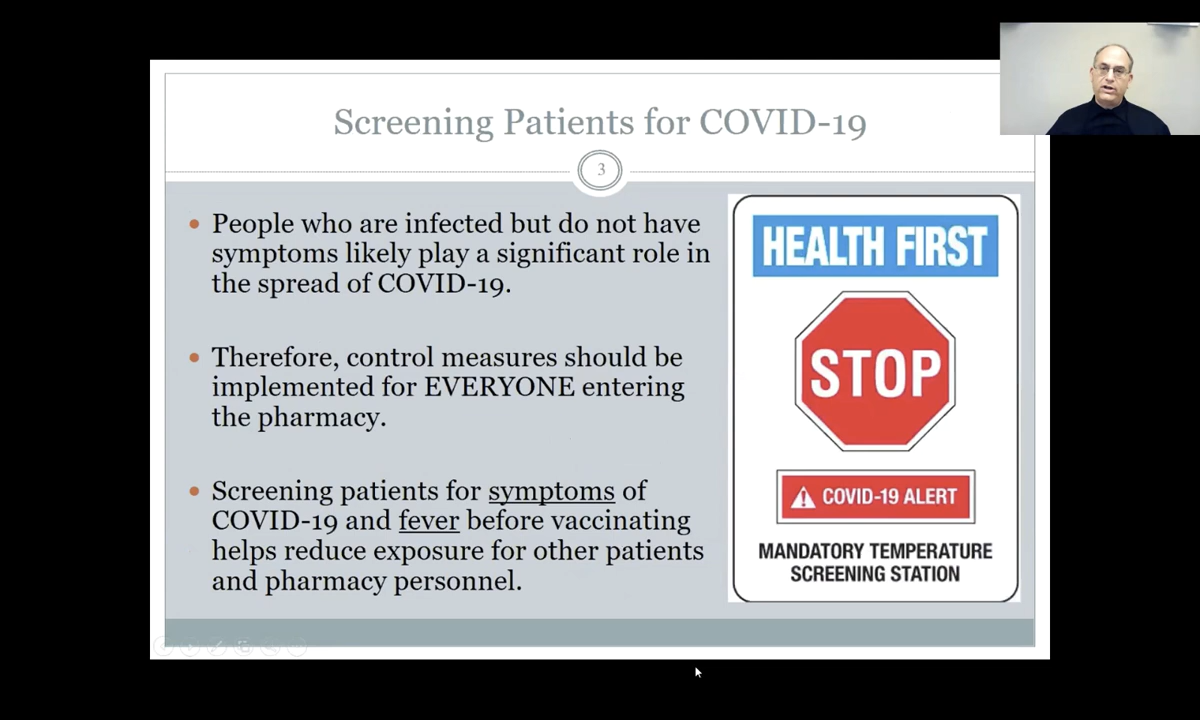 Screening Patients for COVID-19
3
• People who are infected but do not have
symptoms likely play a significant role in
the spread of COVID-19.
• Therefore, control measures should be
implemented for EVERYONE entering
the pharmacy.
• Screening patients for symptoms of
COVID-19 and fever before vaccinating
helps reduce exposure for other patients
and pharmacy personnel.
HEALTH FIRST
STOP
COVID-19 ALERT
MANDATORY TEMPERATURE
SCREENING STATION